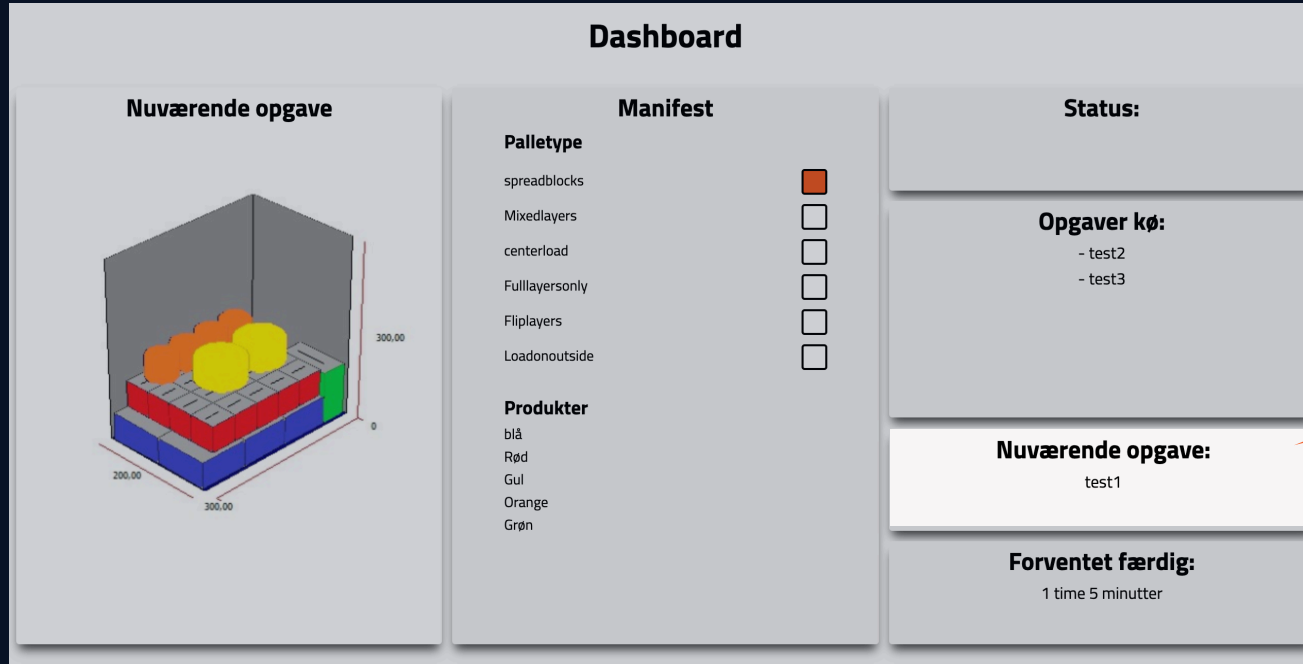 Dashboard
Nuværende opgave
300,00
0
200,00
300,00
Manifest
Palletype
spreadblocks
Mixedlayers
centerload
Fulllayersonly
Fliplayers
Loadonoutside
Produkter
blå
Rød
Gul
Orange
Grøn
Status:
Opgaver kø:
- test2
- test3
Nuværende opgave:
test1
Forventet færdig:
1 time 5 minutter